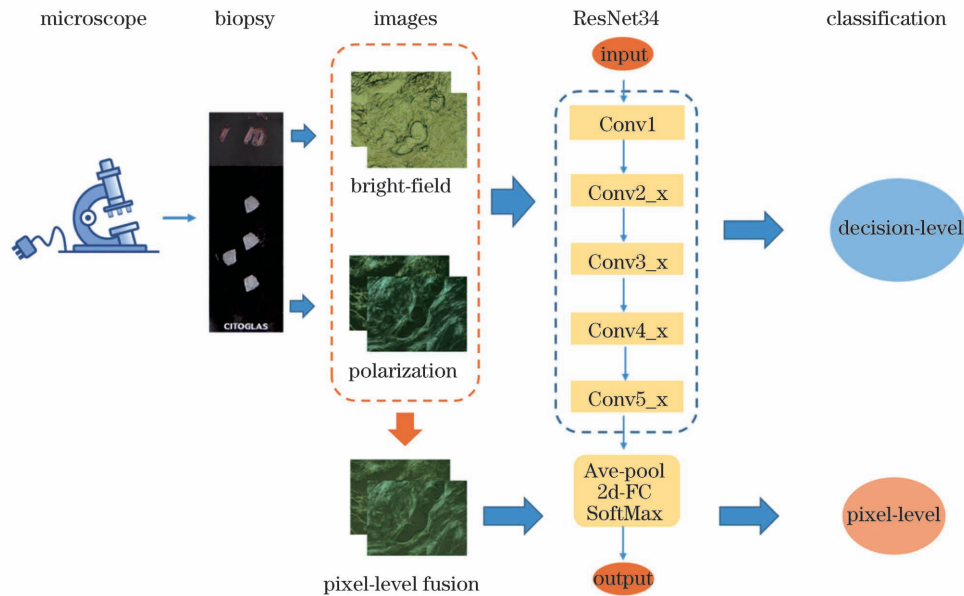 microscope
biopsy
images
ResNet34
classification
input
Conv1
Conv2_x
Conv3_x
Conv4_x
Conv5_x
bright-field
polarization
CITOGLAS
decision-level
Ave-pool
2d-FC
SoftMax
pixel-level
output
pixel-level fusion